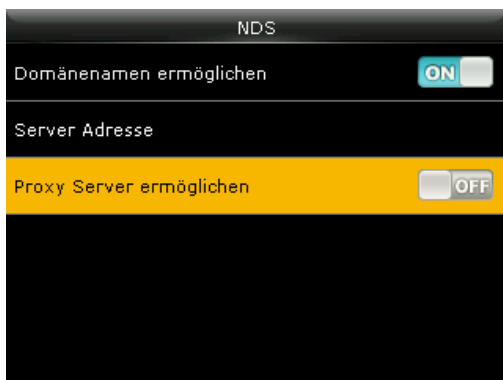 NDS
Domänenamen ermöglichen ON
Server Adresse
Proxy Server ermöglichen OFF